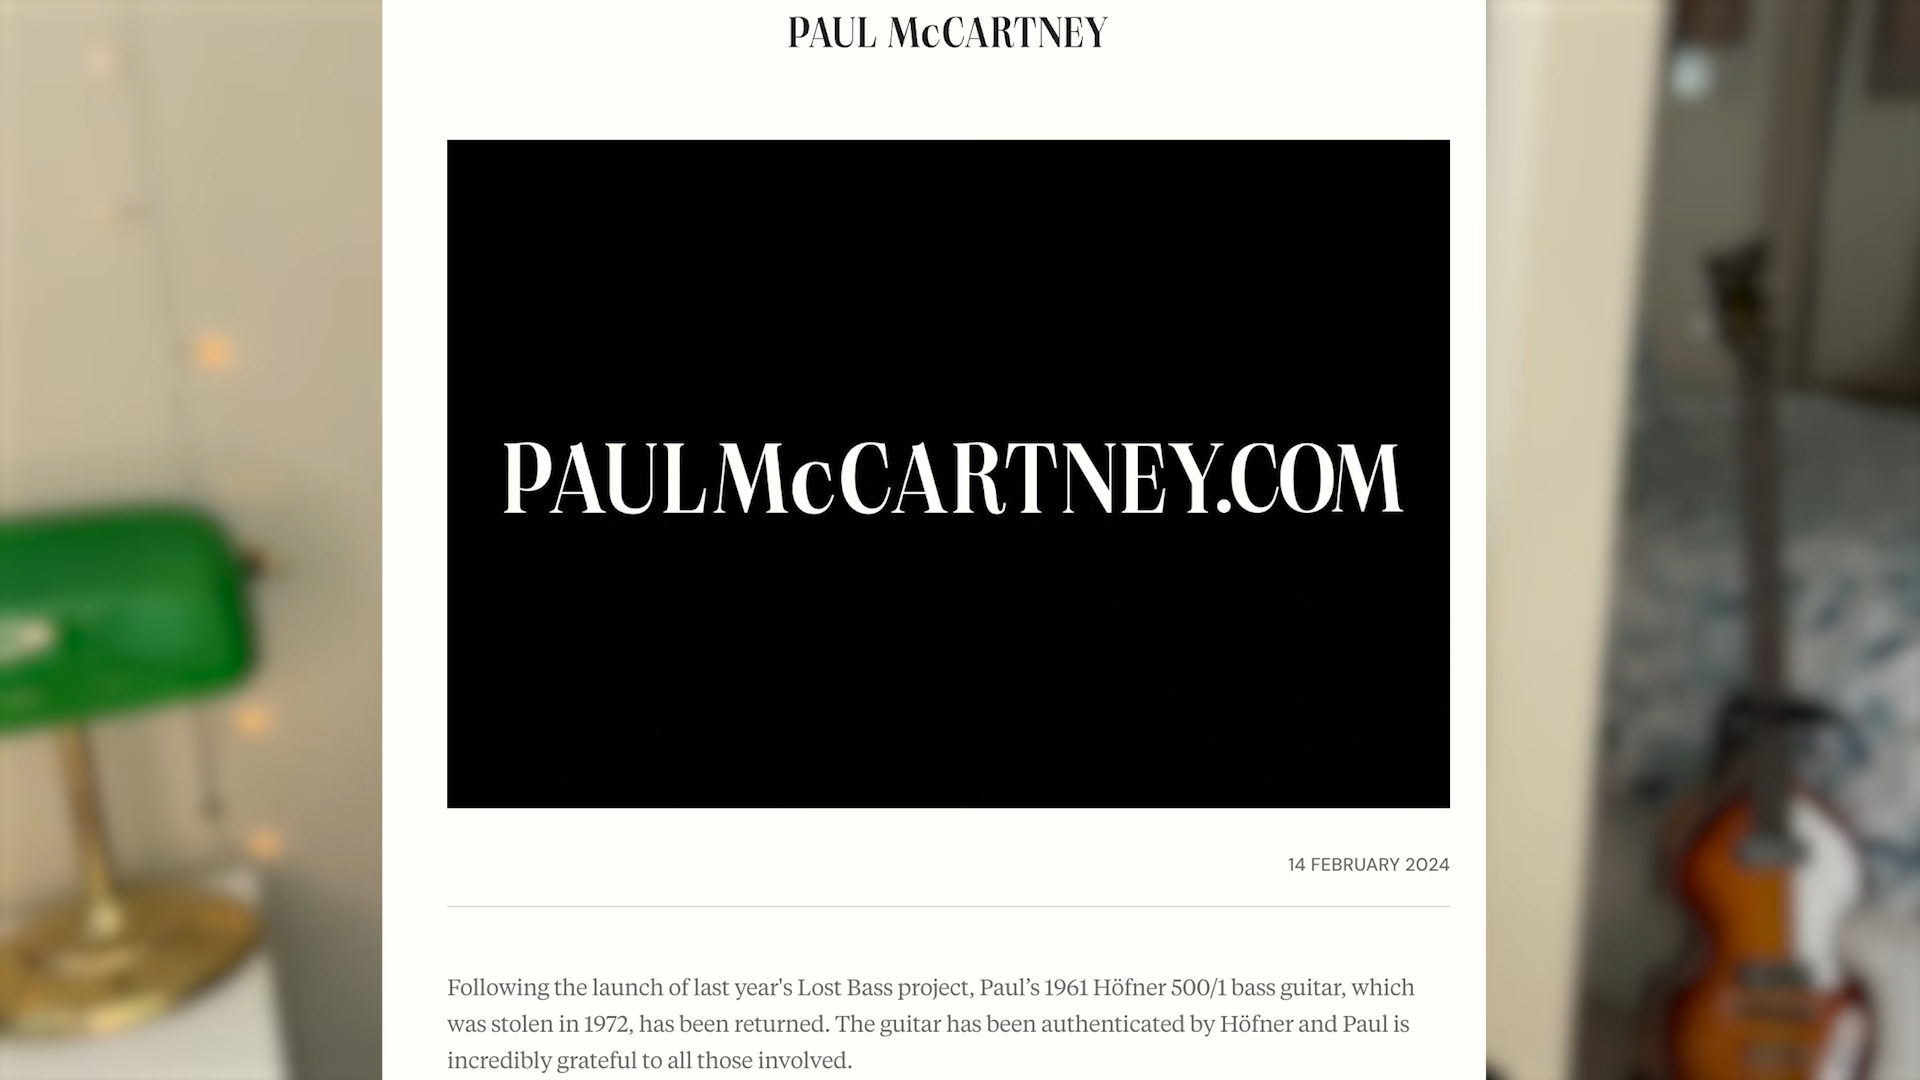 PAUL McCARTNEY
PAULMcCARTNEY.COM
14 FEBRUARY 2024
Following the launch of last year's Lost Bass project, Paul’s 1961 Höfner 500/1 bass guitar, which
was stolen in 1972, has been returned. The guitar has been authenticated by Höfner and Paul is
incredibly grateful to all those involved.